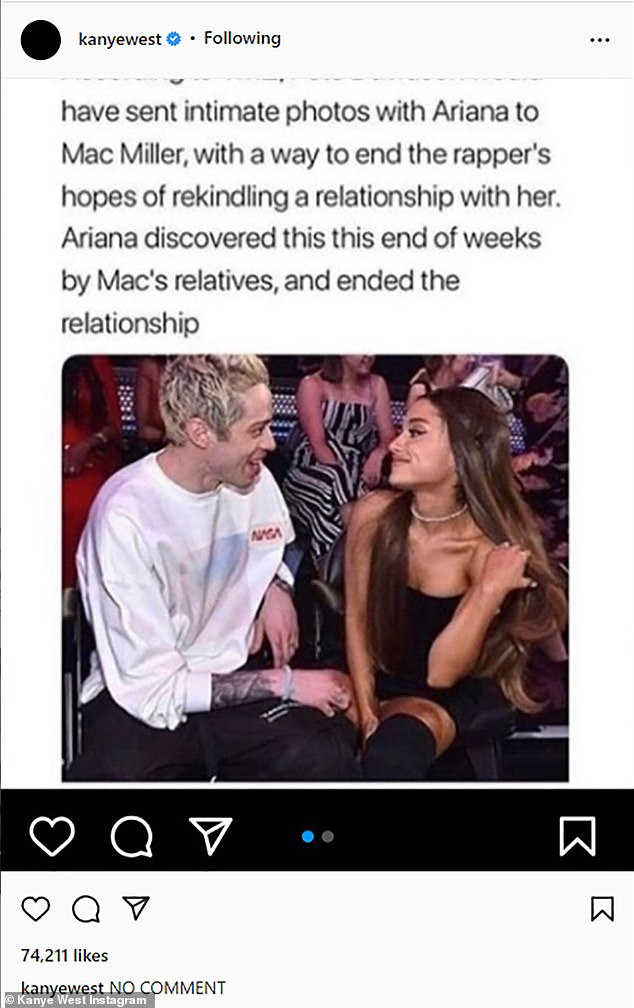 kanyewest • Following
have sent intimate photos with Ariana to
Mac Miller, with a way to end the rapper's
hopes of rekindling a relationship with her.
Ariana discovered this this end of weeks
by Mac's relatives, and ended the
relationship
NASA
74,211 likes
kanyewest NO COMMENT
© Kanye West Instagram